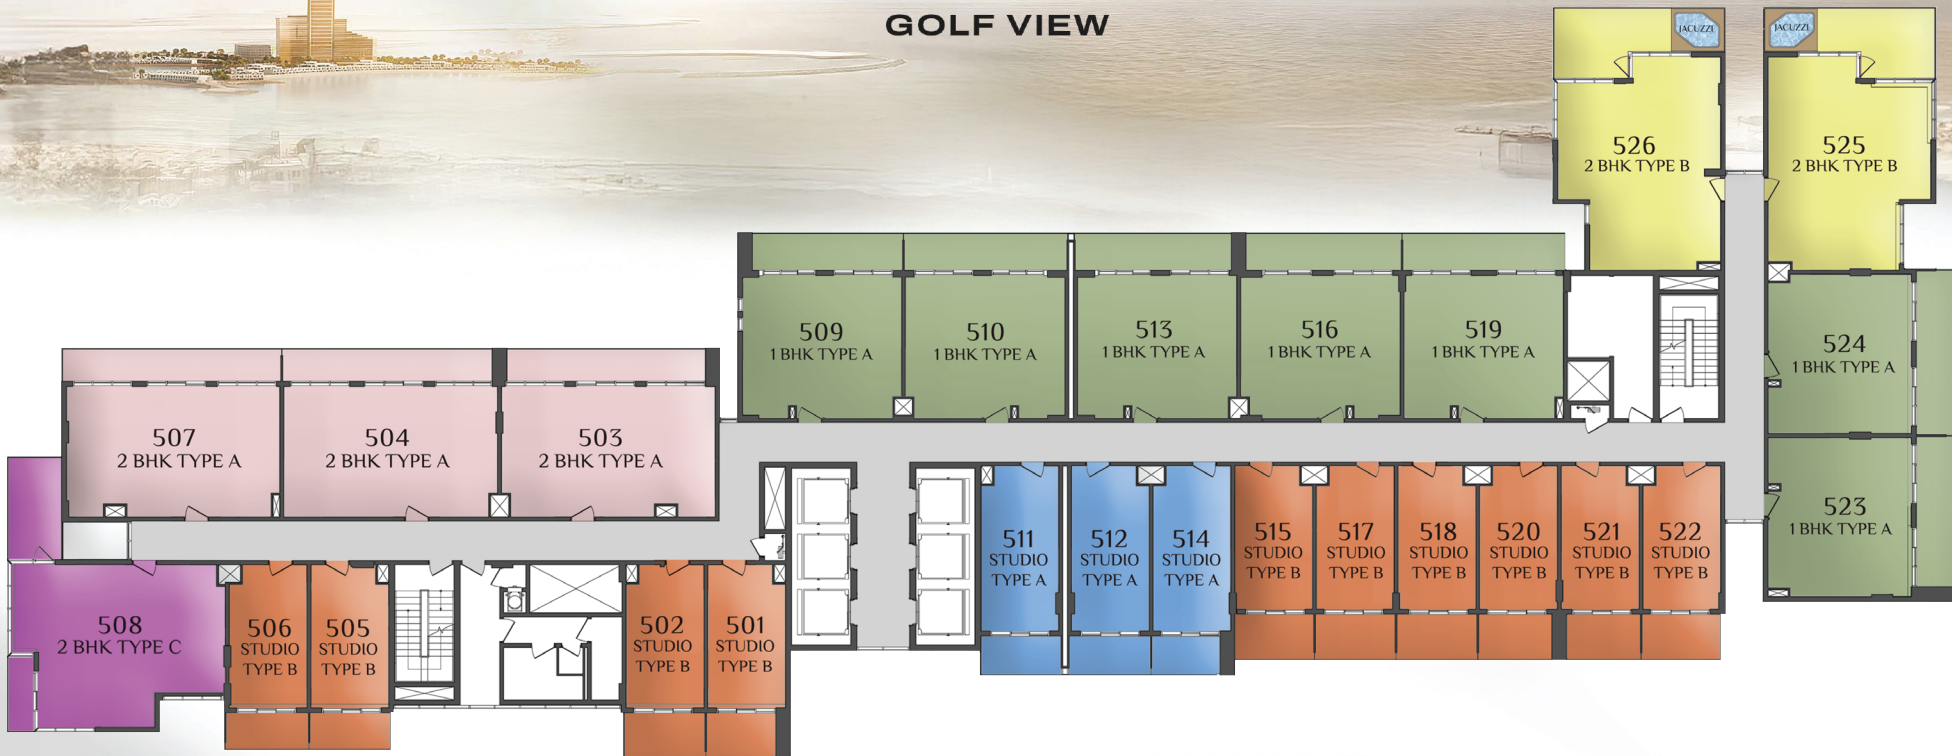 GOLF VIEW
JACUZZI
JACUZZI
526
2 BHK TYPE B
525
2 BHK TYPE B
509
1 BHK TYPE A
510
1 BHK TYPE A
513
1 BHK TYPE A
516
1 BHK TYPE A
519
1 BHK TYPE A
524
1 BHK TYPE A
507
2 BHK TYPE A
504
2 BHK TYPE A
503
2 BHK TYPE A
523
1 BHK TYPE A
511
STUDIO
TYPE A
512
STUDIO
TYPE A
514
STUDIO
TYPE A
515
STUDIO
TYPE B
517
STUDIO
TYPE B
518
STUDIO
TYPE B
520
STUDIO
TYPE B
521
STUDIO
TYPE B
522
STUDIO
TYPE B
508
2 BHK TYPE C
506
STUDIO
TYPE B
505
STUDIO
TYPE B
502
STUDIO
TYPE B
501
STUDIO
TYPE B